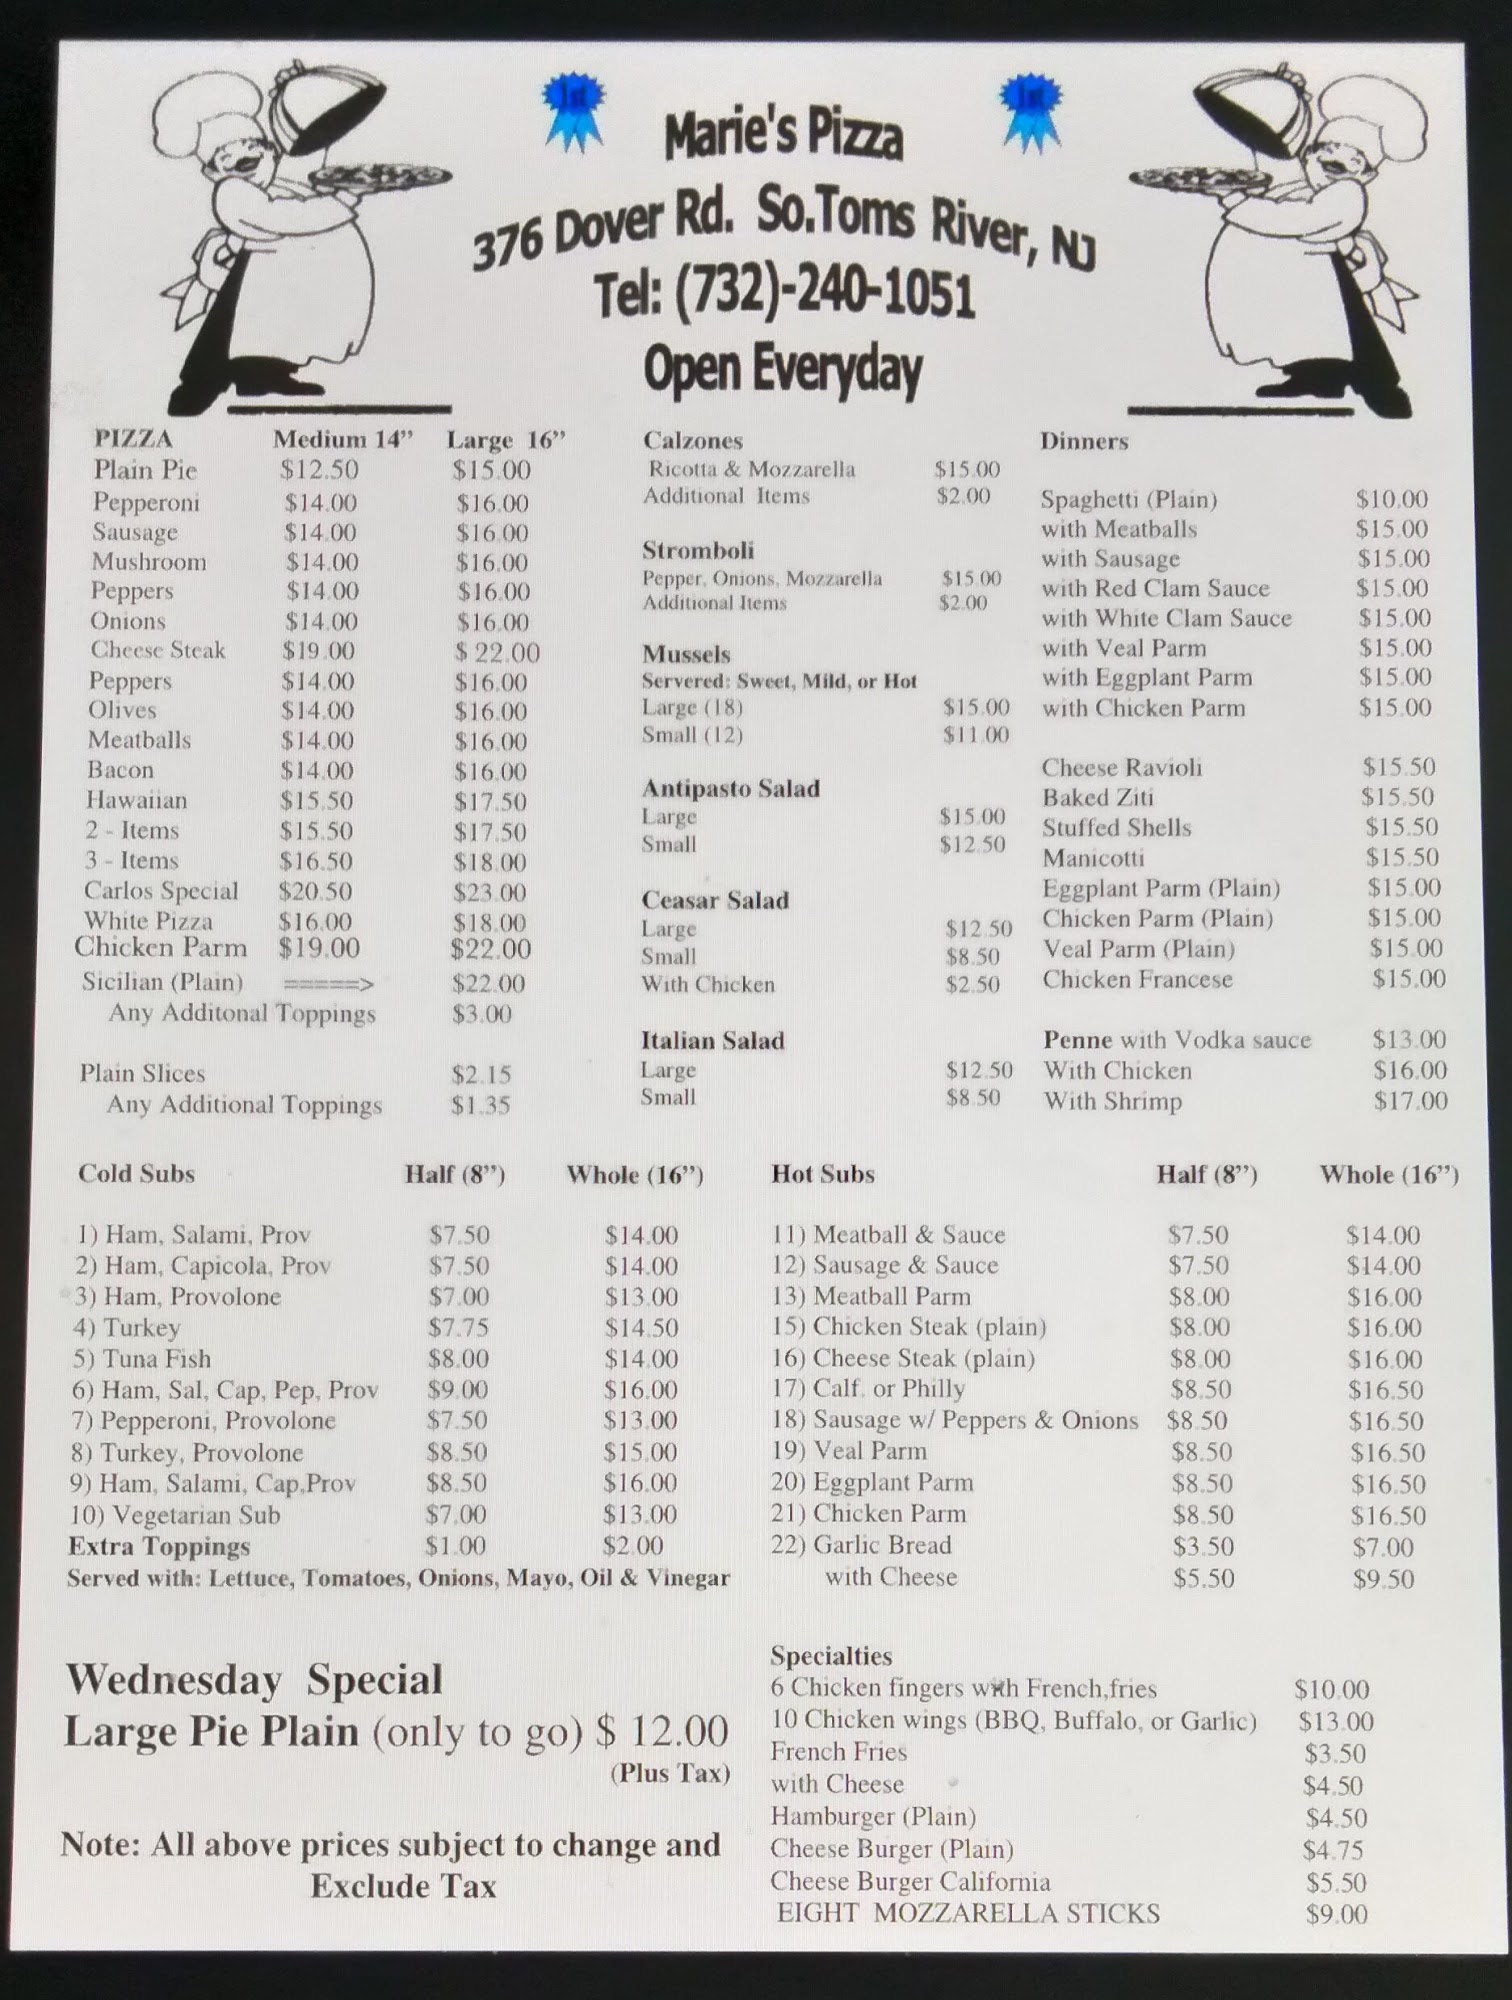 1st
1st
Marie's Pizza
376 Dover Rd. So.Toms River, NJ
Tel: (732)-240-1051
Open Everyday
PIZZA Medium 14” Large 16”
Plain Pie $12.50 $15.00
Pepperoni $14.00 $16.00
Sausage $14.00 $16.00
Mushroom $14.00 $16.00
Peppers $14.00 $16.00
Onions $14.00 $16.00
Cheese Steak $19.00 $ 22.00
Peppers $14.00 $16.00
Olives $14.00 $16.00
Meatballs $14.00 $16.00
Bacon $14.00 $16.00
Hawaiian $15.50 $17.50
2 - Items $15.50 $17.50
3 - Items $16.50 $18.00
Carlos Special $20.50 $23.00
White Pizza $16.00 $18.00
Chicken Parm $19.00 $22.00
Sicilian (Plain) =====> $22.00
Any Additonal Toppings $3.00
Plain Slices $2.15
Any Additional Toppings $1.35
Calzones
Ricotta & Mozzarella $15.00
Additional Items $2.00
Stromboli
Pepper, Onions, Mozzarella $15.00
Additional Items $2.00
Mussels
Servered: Sweet, Mild, or Hot
Large (18) $15.00
Small (12) $11.00
Antipasto Salad
Large $15.00
Small $12.50
Ceasar Salad
Large $12.50
Small $8.50
With Chicken $2.50
Italian Salad
Large $12.50
Small $8.50
Dinners
Spaghetti (Plain) $10.00
with Meatballs $15.00
with Sausage $15.00
with Red Clam Sauce $15.00
with White Clam Sauce $15.00
with Veal Parm $15.00
with Eggplant Parm $15.00
with Chicken Parm $15.00
Cheese Ravioli $15.50
Baked Ziti $15.50
Stuffed Shells $15.50
Manicotti $15.50
Eggplant Parm (Plain) $15.00
Chicken Parm (Plain) $15.00
Veal Parm (Plain) $15.00
Chicken Francese $15.00
Penne with Vodka sauce $13.00
With Chicken $16.00
With Shrimp $17.00
Cold Subs Half (8”) Whole (16”)
1) Ham, Salami, Prov $7.50 $14.00
2) Ham, Capicola, Prov $7.50 $14.00
3) Ham, Provolone $7.00 $13.00
4) Turkey $7.75 $14.50
5) Tuna Fish $8.00 $14.00
6) Ham, Sal, Cap, Pep, Prov $9.00 $16.00
7) Pepperoni, Provolone $7.50 $13.00
8) Turkey, Provolone $8.50 $15.00
9) Ham, Salami, Cap,Prov $8.50 $16.00
10) Vegetarian Sub $7.00 $13.00
Extra Toppings $1.00 $2.00
Served with: Lettuce, Tomatoes, Onions, Mayo, Oil & Vinegar
Hot Subs Half (8”) Whole (16”)
11) Meatball & Sauce $7.50 $14.00
12) Sausage & Sauce $7.50 $14.00
13) Meatball Parm $8.00 $16.00
15) Chicken Steak (plain) $8.00 $16.00
16) Cheese Steak (plain) $8.00 $16.00
17) Calf. or Philly $8.50 $16.50
18) Sausage w/ Peppers & Onions $8.50 $16.50
19) Veal Parm $8.50 $16.50
20) Eggplant Parm $8.50 $16.50
21) Chicken Parm $8.50 $16.50
22) Garlic Bread $3.50 $7.00
with Cheese $5.50 $9.50
Wednesday Special
Large Pie Plain (only to go) $ 12.00
(Plus Tax)
Note: All above prices subject to change and
Exclude Tax
Specialties
6 Chicken fingers with French,fries $10.00
10 Chicken wings (BBQ, Buffalo, or Garlic) $13.00
French Fries $3.50
with Cheese $4.50
Hamburger (Plain) $4.50
Cheese Burger (Plain) $4.75
Cheese Burger California $5.50
EIGHT MOZZARELLA STICKS $9.00